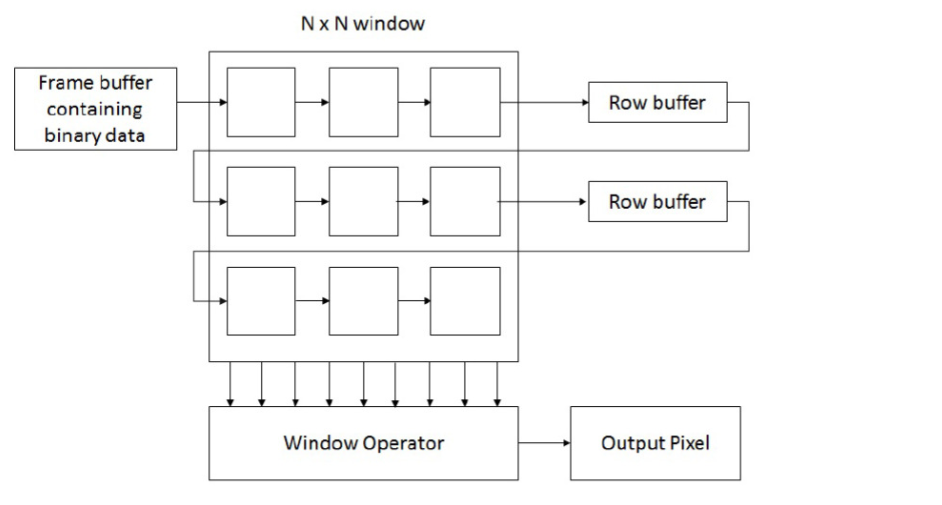 N x N window
Frame buffer
containing
binary data
Row buffer
Row buffer
Window Operator
Output Pixel